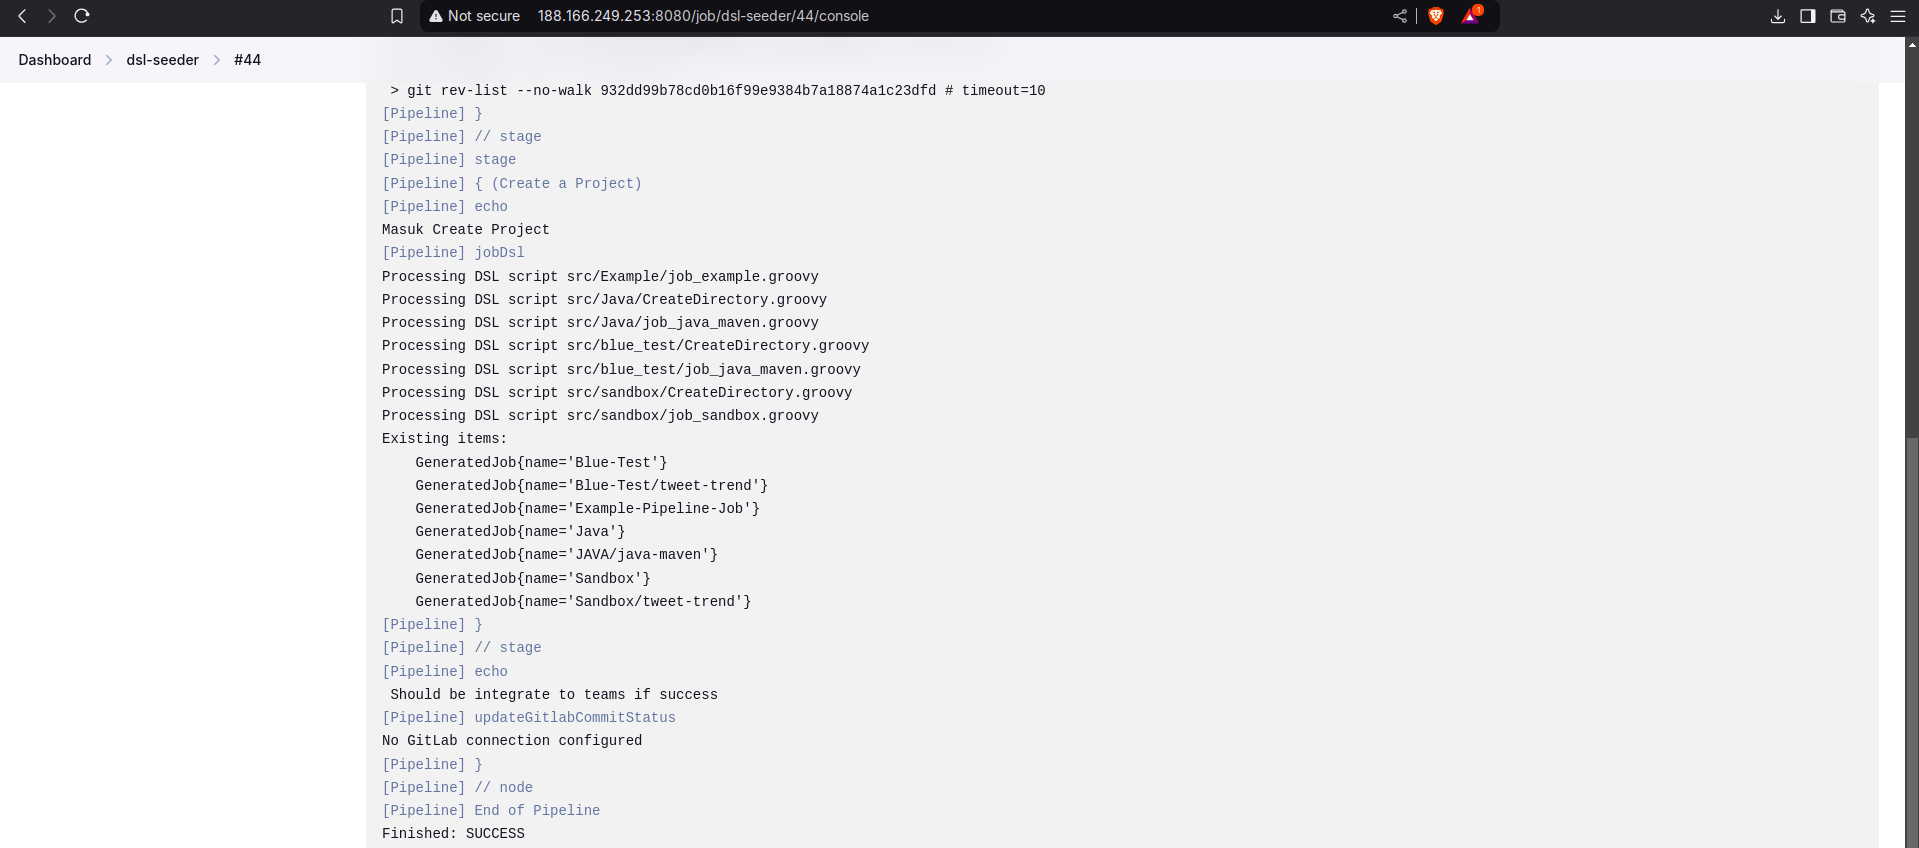 Not secure 188.166.249.253:8080/job/dsl-seeder/44/console 1
Dashboard dsl-seeder #44
 > git rev-list --no-walk 932dd99b78cd0b16f99e9384b7a18874a1c23dfd # timeout=10
[Pipeline] }
[Pipeline] // stage
[Pipeline] stage
[Pipeline] { (Create a Project)
[Pipeline] echo
Masuk Create Project
[Pipeline] jobDsl
Processing DSL script src/Example/job_example.groovy
Processing DSL script src/Java/CreateDirectory.groovy
Processing DSL script src/Java/job_java_maven.groovy
Processing DSL script src/blue_test/CreateDirectory.groovy
Processing DSL script src/blue_test/job_java_maven.groovy
Processing DSL script src/sandbox/CreateDirectory.groovy
Processing DSL script src/sandbox/job_sandbox.groovy
Existing items:
    GeneratedJob{name='Blue-Test'}
    GeneratedJob{name='Blue-Test/tweet-trend'}
    GeneratedJob{name='Example-Pipeline-Job'}
    GeneratedJob{name='Java'}
    GeneratedJob{name='JAVA/java-maven'}
    GeneratedJob{name='Sandbox'}
    GeneratedJob{name='Sandbox/tweet-trend'}
[Pipeline] }
[Pipeline] // stage
[Pipeline] echo
 Should be integrate to teams if success
[Pipeline] updateGitlabCommitStatus
No GitLab connection configured
[Pipeline] }
[Pipeline] // node
[Pipeline] End of Pipeline
Finished: SUCCESS